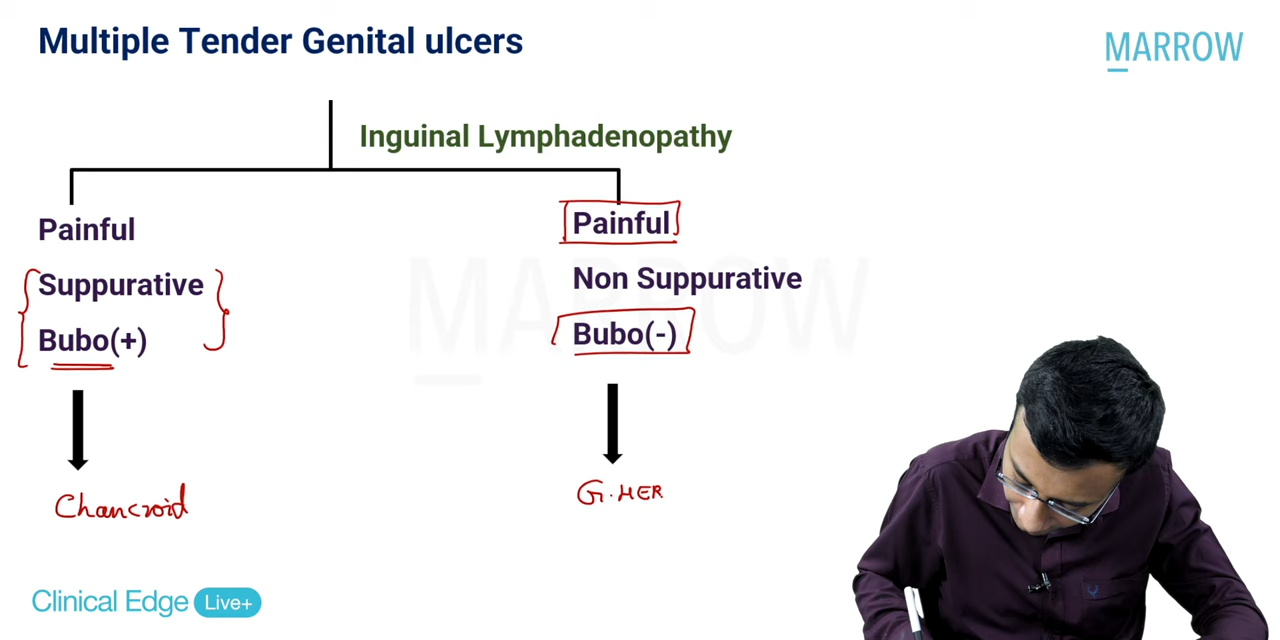 Multiple Tender Genital ulcers
MARROW
Inguinal Lymphadenopathy
Painful
Suppurative
Bubo(+)
Chancroid
Painful
Non Suppurative
Bubo(-)
G.HER
MARROW
Clinical Edge Live+